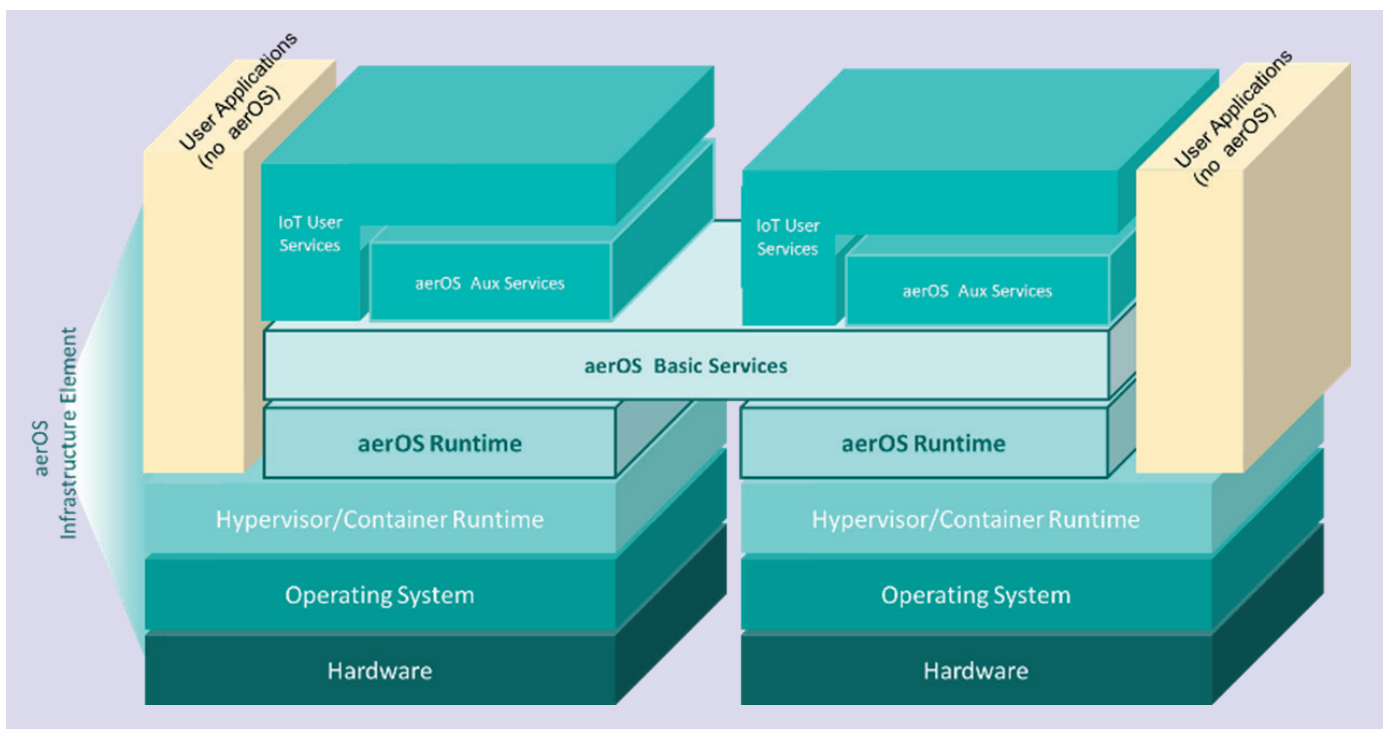 User Applications
(no aerOS)
User Applications
(no aerOS)
IoT User
Services
aerOS Aux Services
IoT User
Services
aerOS Aux Services
aerOS Basic Services
aerOS Runtime
aerOS Runtime
aerOS
Infrastructure Element
Hypervisor/Container Runtime
Hypervisor/Container Runtime
Operating System
Operating System
Hardware
Hardware